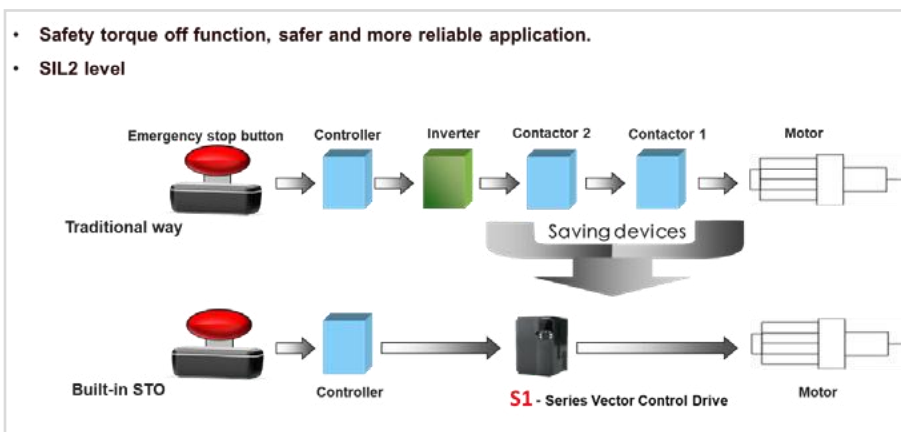 • Safety torque off function, safer and more reliable application.
• SIL2 level
Emergency stop button Controller Inverter Contactor 2 Contactor 1 Motor
Traditional way
Saving devices
Built-in STO
Controller
S1 - Series Vector Control Drive
Motor